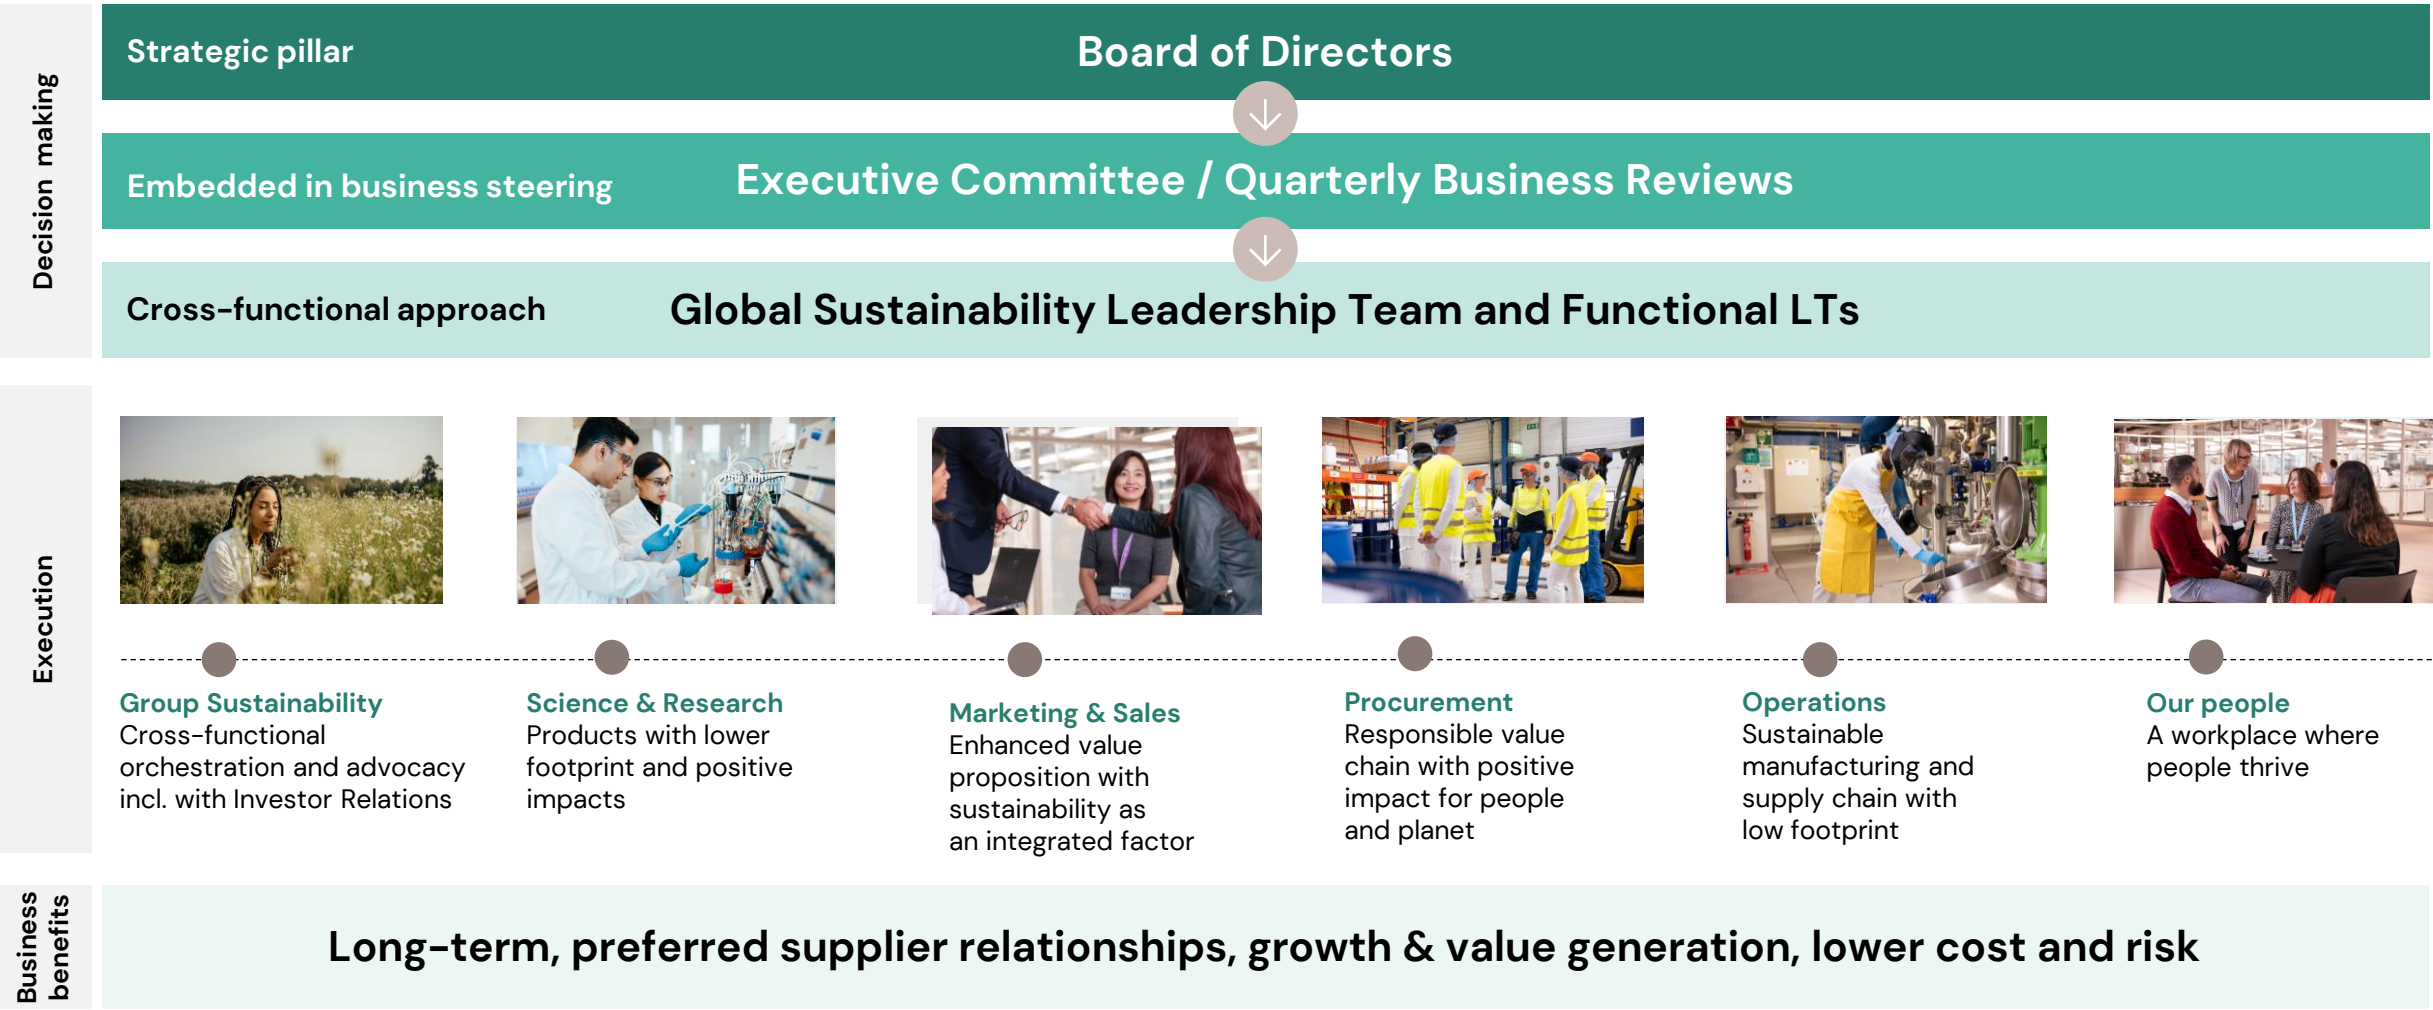 Decision making
Strategic pillar
Board of Directors
Embedded in business steering
Executive Committee / Quarterly Business Reviews
Cross-functional approach
Global Sustainability Leadership Team and Functional LTs
Execution
Group Sustainability
Cross-functional
orchestration and advocacy
incl. with Investor Relations
Science & Research
Products with lower
footprint and positive
impacts
Marketing & Sales
Enhanced value
proposition with
sustainability as
an integrated factor
Procurement
Responsible value
chain with positive
impact for people
and planet
Operations
Sustainable
manufacturing and
supply chain with
low footprint
Our people
A workplace where
people thrive
Business
benefits
Long-term, preferred supplier relationships, growth & value generation, lower cost and risk